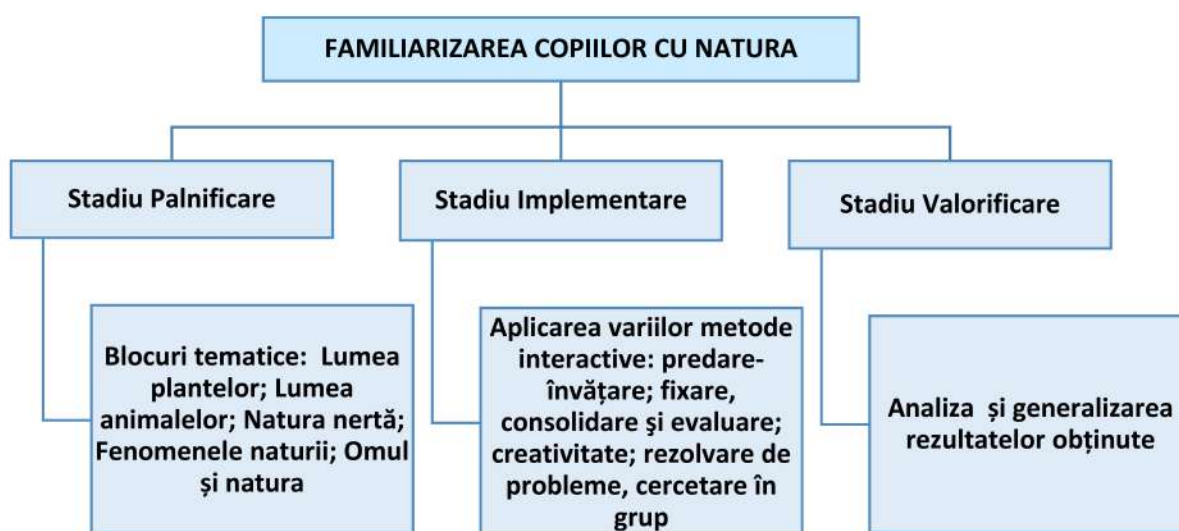 FAMILIARIZAREA COPIILOR CU NATURA
Stadiu Palnificare
Stadiu Implementare
Stadiu Valorificare
Blocuri tematice:  Lumea
plantelor; Lumea
animalelor; Natura nertă;
Fenomenele naturii; Omul
și natura
Aplicarea variilor metode
interactive: predare-
învățare; fixare,
consolidare şi evaluare;
creativitate; rezolvare de
probleme, cercetare în
grup
Analiza  și generalizarea
rezultatelor obținute